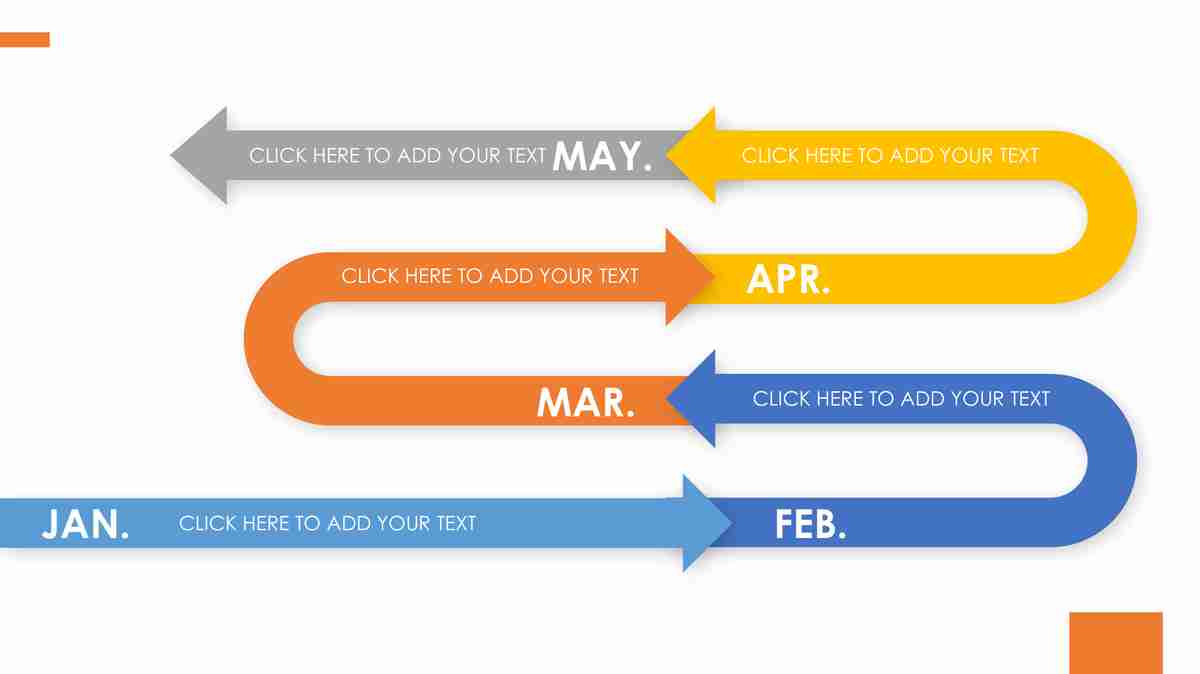 CLICK HERE TO ADD YOUR TEXT MAY.
CLICK HERE TO ADD YOUR TEXT
CLICK HERE TO ADD YOUR TEXT
APR.
MAR.
CLICK HERE TO ADD YOUR TEXT
JAN.
CLICK HERE TO ADD YOUR TEXT
FEB.